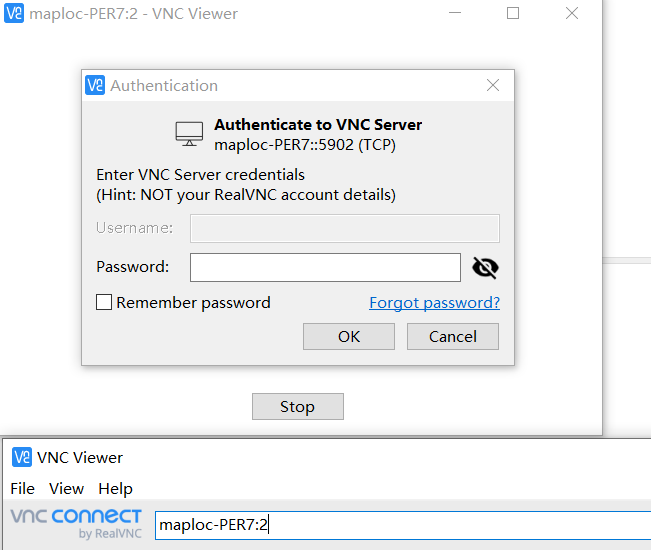 maploc-PER7:2 - VNC Viewer
Authentication
Authenticate to VNC Server
maploc-PER7::5902 (TCP)
Enter VNC Server credentials
(Hint: NOT your RealVNC account details)
Username:
Password:
Remember password
Forgot password?
OK
Cancel
Stop
VNC Viewer
File View Help
vnc connect
by RealVNC
maploc-PER7:2